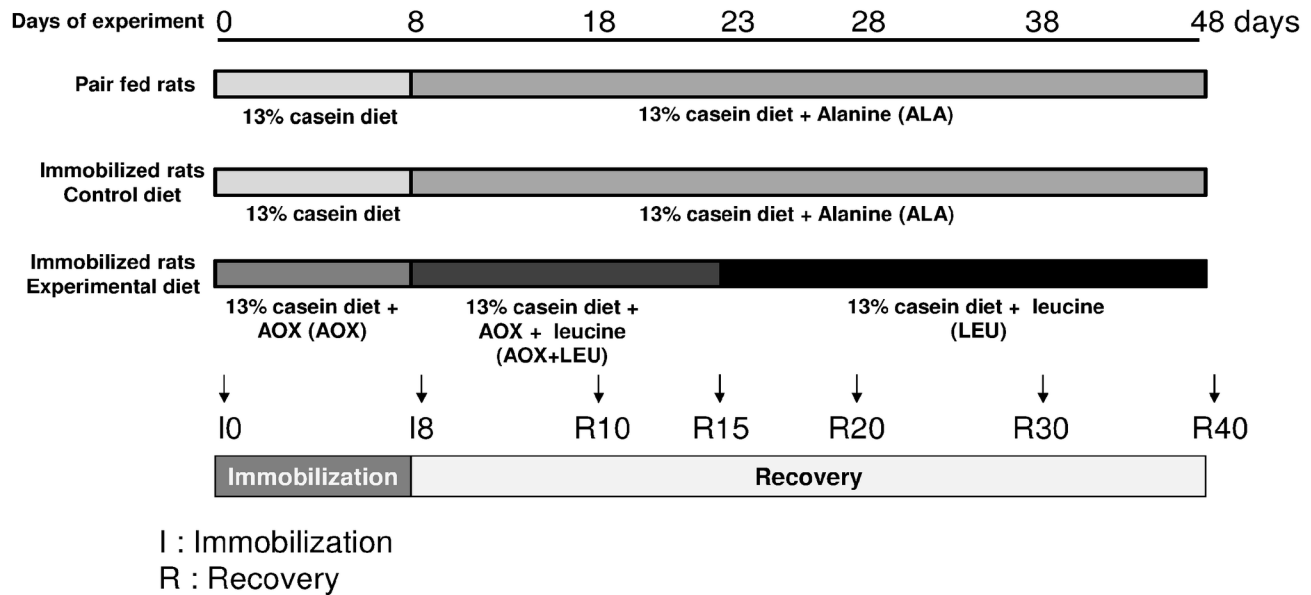 Days of experiment 0 8 18 23 28 38 48 days
Pair fed rats
13% casein diet 13% casein diet + Alanine (ALA)
Immobilized rats
Control diet
13% casein diet 13% casein diet + Alanine (ALA)
Immobilized rats
Experimental diet
13% casein diet +
AOX (AOX)
13% casein diet +
AOX + leucine
(AOX+LEU)
13% casein diet + leucine
(LEU)
I0 I8 R10 R15 R20 R30 R40
Immobilization Recovery
I : Immobilization
R : Recovery